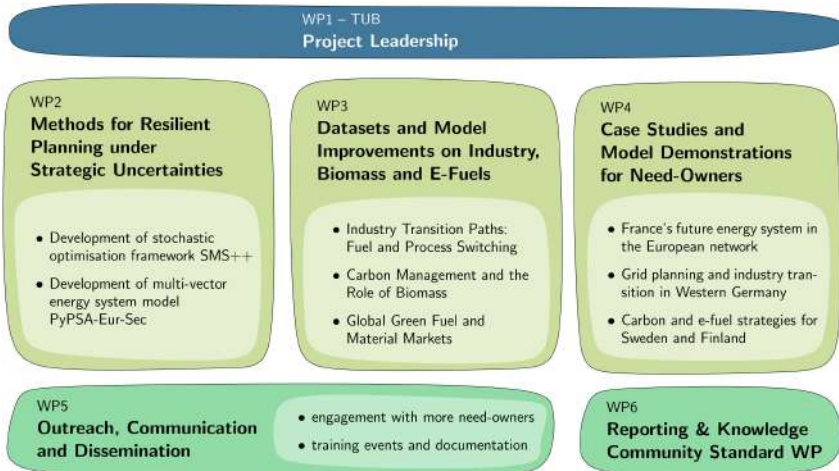 WP1 – TUB
Project Leadership
WP2
Methods for Resilient
Planning under
Strategic Uncertainties
• Development of stochastic
optimisation framework SMS++
• Development of multi-vector
energy system model
PyPSA-Eur-Sec
WP3
Datasets and Model
Improvements on Industry,
Biomass and E-Fuels
• Industry Transition Paths:
Fuel and Process Switching
• Carbon Management and the
Role of Biomass
• Global Green Fuel and
Material Markets
WP4
Case Studies and
Model Demonstrations
for Need-Owners
• France's future energy system
in the European network
• Grid planning and industry tran-
sition in Western Germany
• Carbon and e-fuel strategies for
Sweden and Finland
WP5
Outreach, Communication
and Dissemination
• engagement with more need-owners
• training events and documentation
WP6
Reporting & Knowledge
Community Standard WP